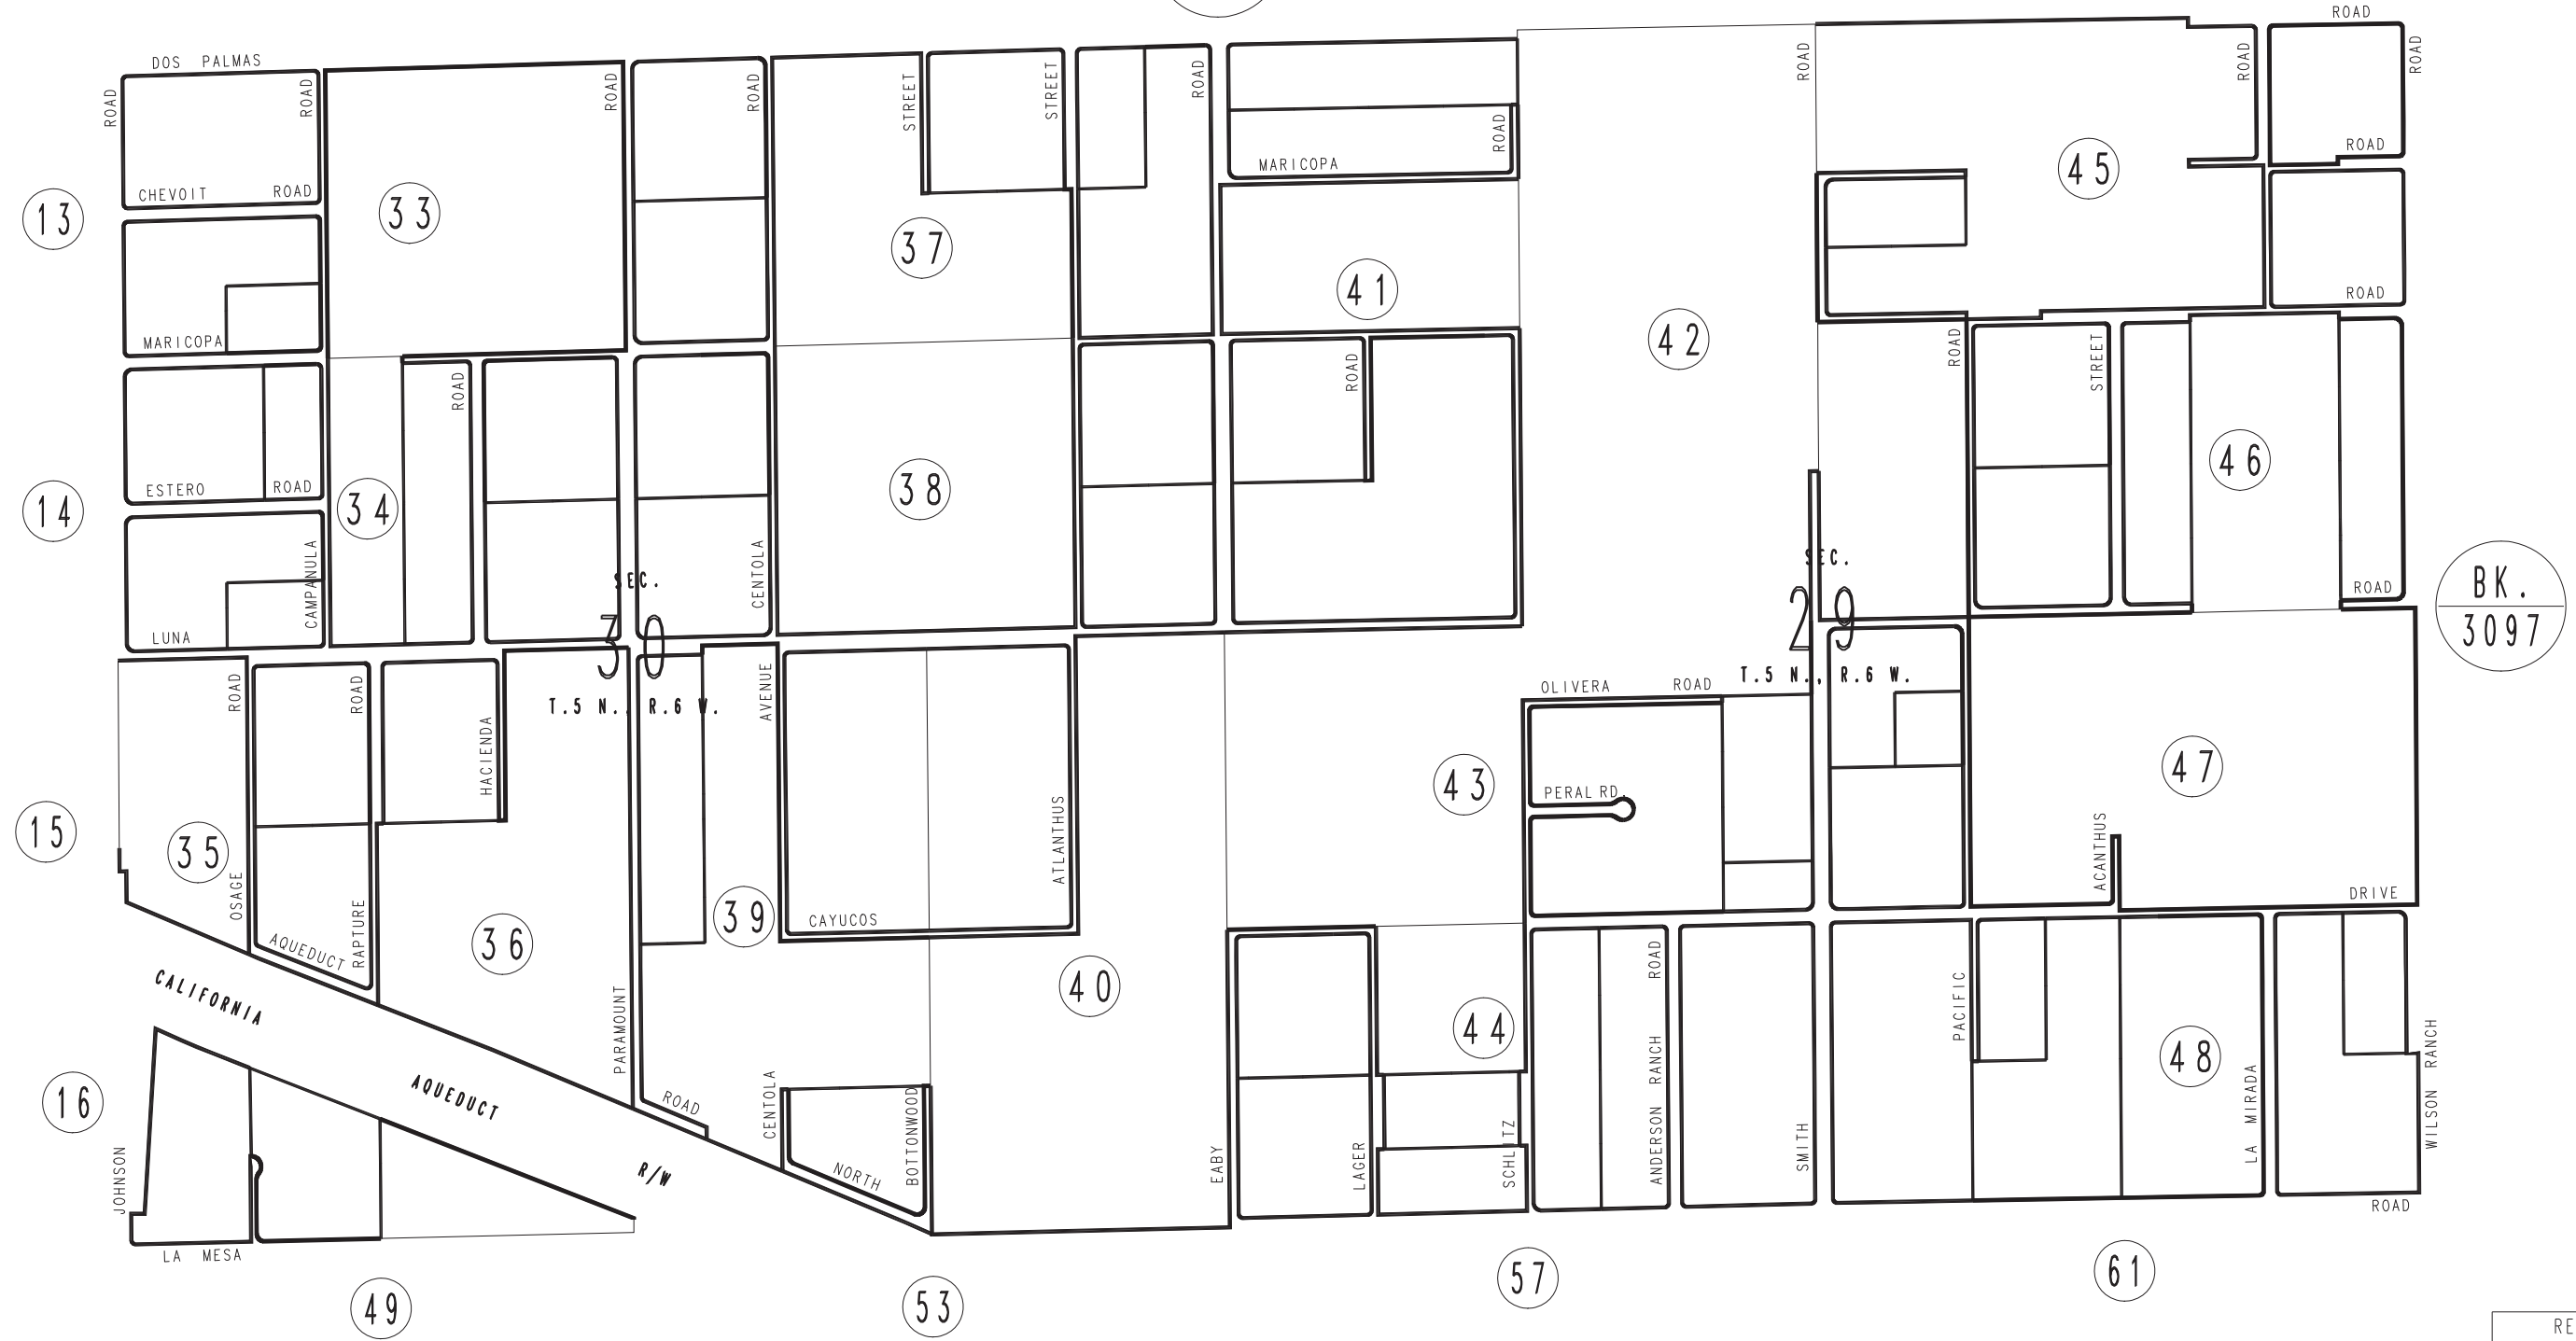 ROAD
DOS PALMAS
ROAD
ROAD
ROAD
ROAD
STREET
STREET
ROAD
ROAD
ROAD
ROAD
ROAD
MARICOPA
ROAD
CHEVOIT ROAD
13
33
37
45
41
ROAD
MARICOPA
42
ROAD
ROAD
STREET
ROAD
14
ESTERO ROAD
34
38
46
CAMPANULA
CENTOLA
SEC.
30
T.5 N., R.6 W.
SEC.
29
T.5 N., R.6 W.
ROAD
BK.
3097
LUNA
ROAD
ROAD
HACIENDA
AVENUE
OLIVERA ROAD
15
35
43
PERAL RD.
47
ATLANTHUS
ACANTHUS
DRIVE
OSAGE
RAPTURE
AQUEDUCT
36
39
CAYUCOS
40
44
ROAD
PACIFIC
48
CALIFORNIA
AQUEDUCT
R/W
PARAMOUNT
ROAD
CENTOLA
BOTTONWOOD
NORTH
16
JOHNSON
EABY
LAGER
SCHLITZ
ANDERSON RANCH
SMITH
LA MIRADA
WILSON RANCH
ROAD
LA MESA
49
53
57
61